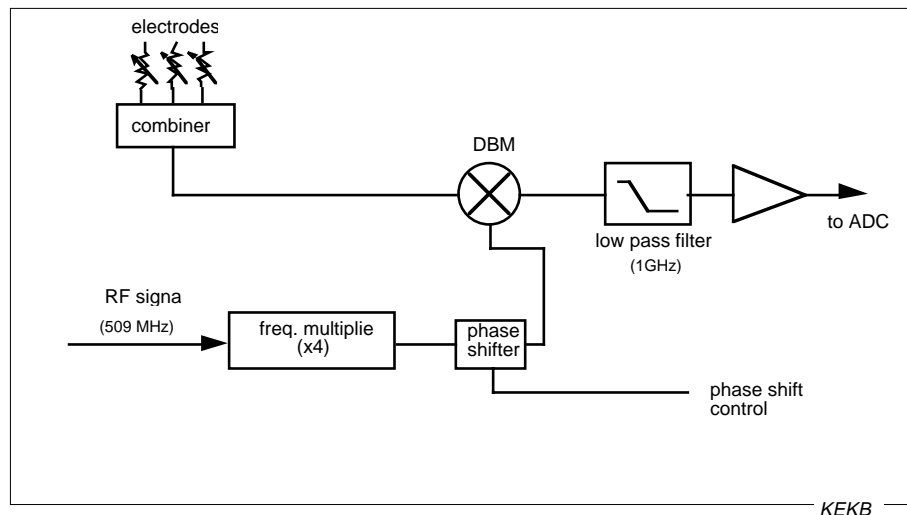 electrodes
combiner
DBM
to ADC
low pass filter
(1GHz)
RF signa
(509 MHz)
freq. multiplie
(x4)
phase
shifter
phase shift
control
KEKB